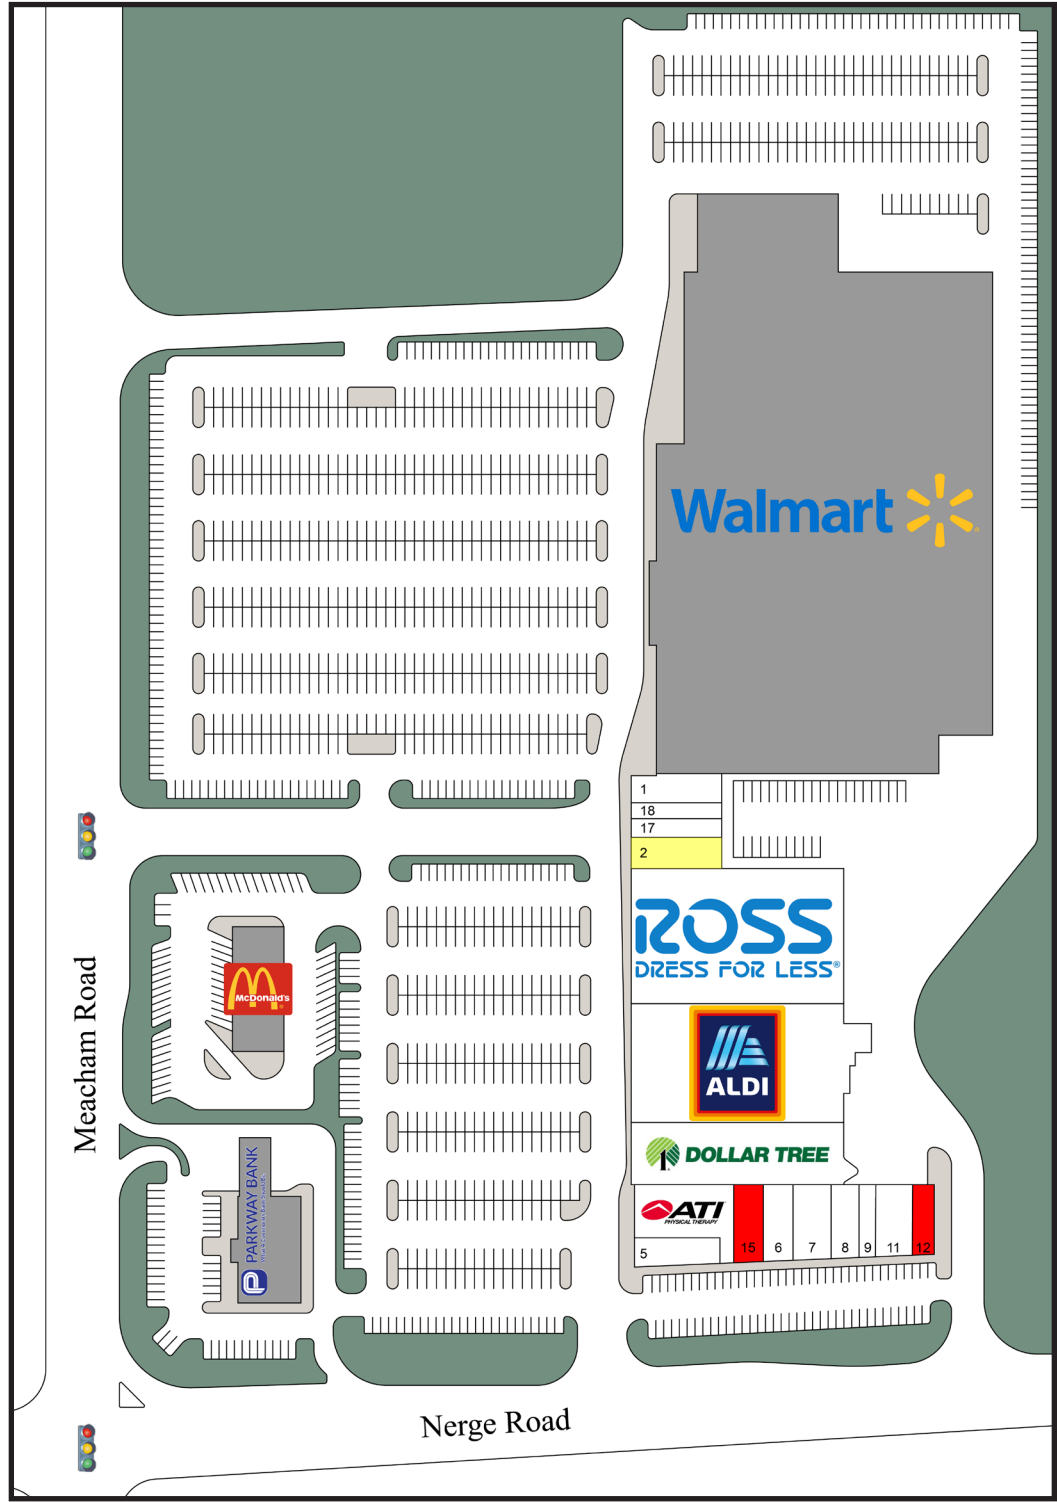 Walmart
1
18
17
2
ROSS
DRESS FOR LESS®
McDonald's
ALDI
Meacham Road
1 DOLLAR TREE
PARKWAY BANK
ATI
PHYSICAL THERAPY
5
15
6
7
8
9
11
12
Nerge Road